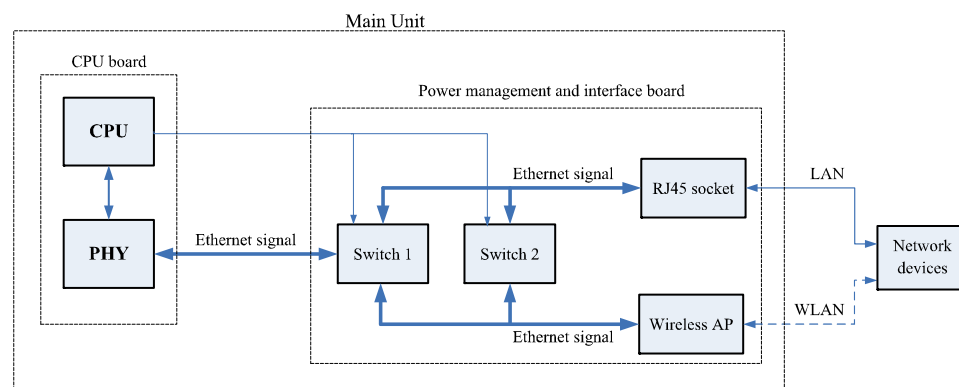 Main Unit
CPU board
Power management and interface board
CPU
Ethernet signal
RJ45 socket
LAN
PHY
Ethernet signal
Switch 1
Switch 2
Network
devices
Wireless AP
WLAN
Ethernet signal